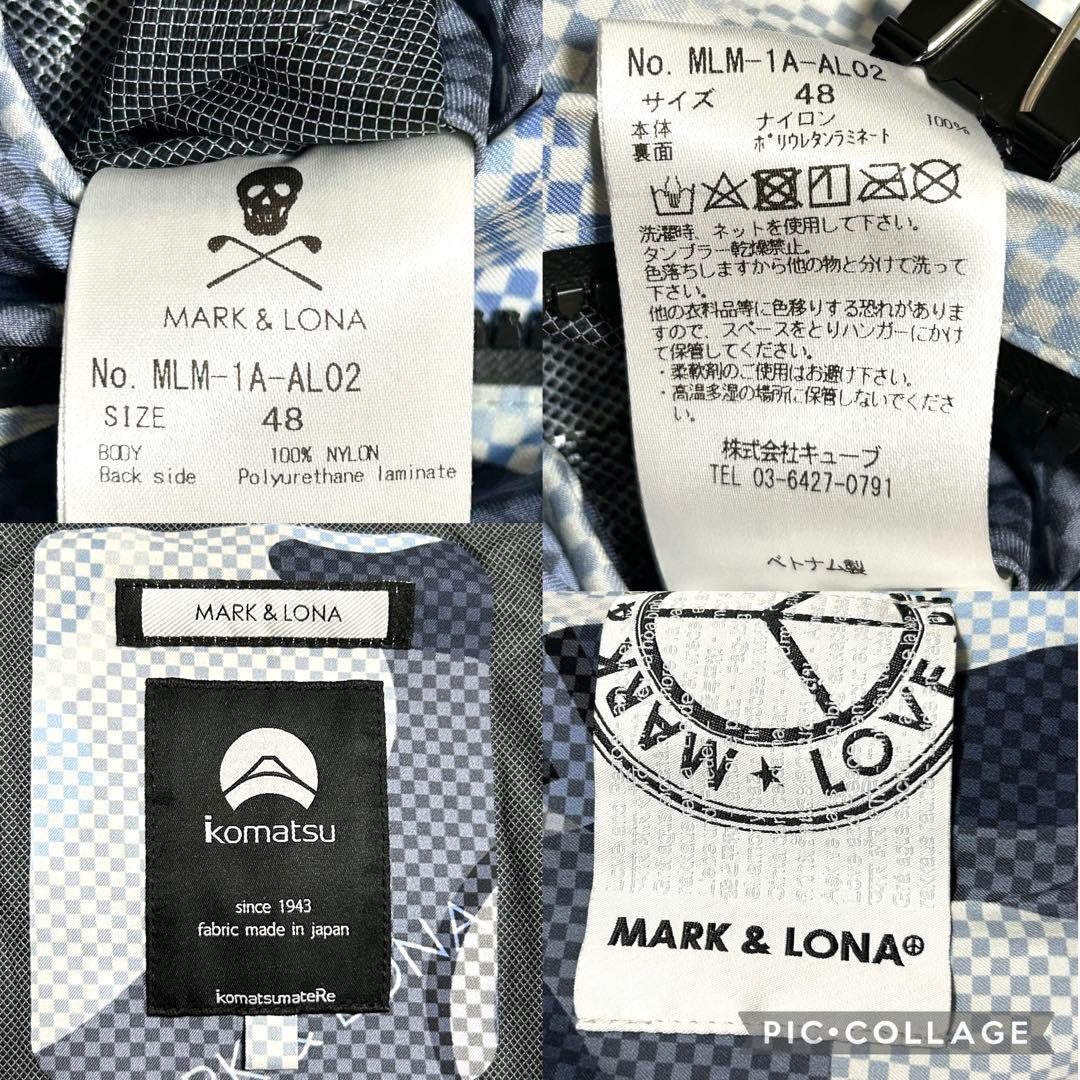 MARK & LONA
No. MLM-1A-AL02
SIZE 48
BODY 100% NYLON
Back side Polyurethane laminate
No. MLM-1A-AL02
サイズ 48
本体 ナイロン 100%
裏面 ポリウレタンラミネート
洗濯時、ネットを使用して下さい。
タンブラー乾燥禁止。
色落ちしますから他の物と分けて洗って
下さい。
他の衣料品等に色移りする恐れがありま
すので、スペースをとりハンガーにかけ
て保管してください。
・柔軟剤のご使用はお避け下さい。
・高温多湿の場所に保管しないでくださ
い。
株式会社キューブ
TEL 03-6427-0791
ベトナム製
MARK & LONA
komatsu
since 1943
fabric made in japan
komatsumateRe
LONA
MARK
LOVE
MARK & LONA
PIC•COLLAGE